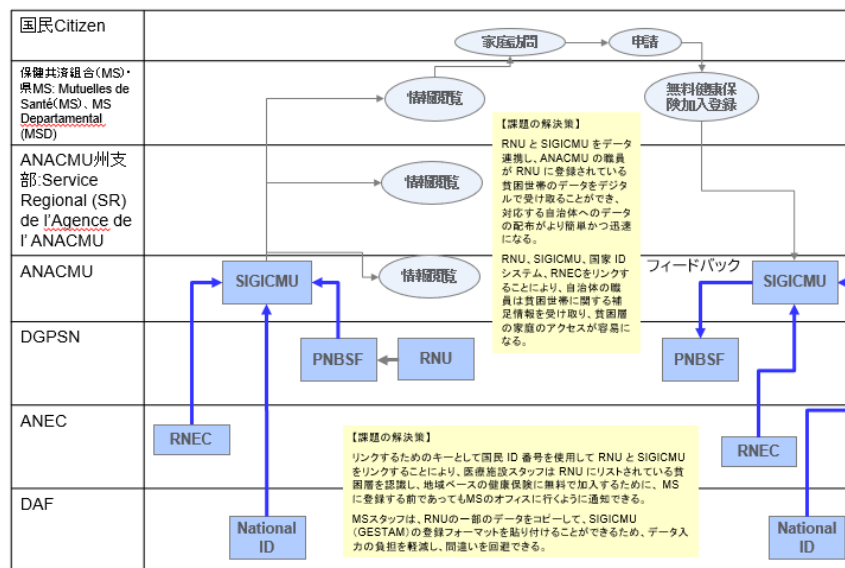 国民Citizen
家庭訪問
申請
保健共済組合(MS)・
県MS: Mutuelles de
Santé(MS)、MS
Departamental
(MSD)
情報閲覧
無料健康保
険加入登録
【課題の解決策】
RNU と SIGICMU をデータ
連携し、ANACMU の職員
が RNU に登録されている
貧困世帯のデータをデジタ
ルで受け取ることができ、
対応する自治体へのデータ
の配布がより簡単かつ迅速
になる。
RNU、SIGICMU、国家 ID
システム、RNECをリンクす
ることにより、自治体の職
員は貧困世帯に関する補
足情報を受け取り、貧困層
の家庭のアクセスが容易に
なる。
ANACMU州支
部:Service
Regional (SR)
de l'Agence de
l' ANACMU
情報閲覧
ANACMU
SIGICMU
情報閲覧
フィードバック
SIGICMU
DGPSN
PNBSF
RNU
PNBSF
ANEC
RNEC
RNEC
【課題の解決策】
リンクするためのキーとして国民 ID 番号を使用して RNU と SIGICMU
をリンクすることにより、医療施設スタッフは RNU にリストされている貧
困層を認識し、地域ベースの健康保険に無料で加入するために、MS
に登録する前であってもMSのオフィスに行くように通知できる。
MSスタッフは、RNUの一部のデータをコピーして、SIGICMU
(GESTAM)の登録フォーマットを貼り付けることができるため、データ入
力の負担を軽減し、間違いを回避できる。
DAF
National
ID
National
ID